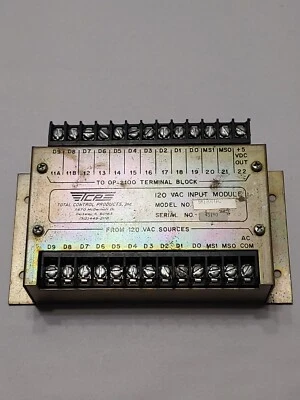 D9 D8 D7 D6 D5 D4 D3 D2 D1 D0 MS1 MS0 +5 VDC OUT
11A 11B 12 13 14 15 16 17 18 19 20 21 22
TO OP-2100 TERMINAL BLOCK
TCP
TOTAL CONTROL PRODUCTS, INC
120 VAC INPUT MODULE
MODEL NO.
SERIAL NO.
FROM 120 VAC SOURCES
D9 D8 D7 D6 D5 D4 D3 D2 D1 D0 MS1 MS0 AC COM